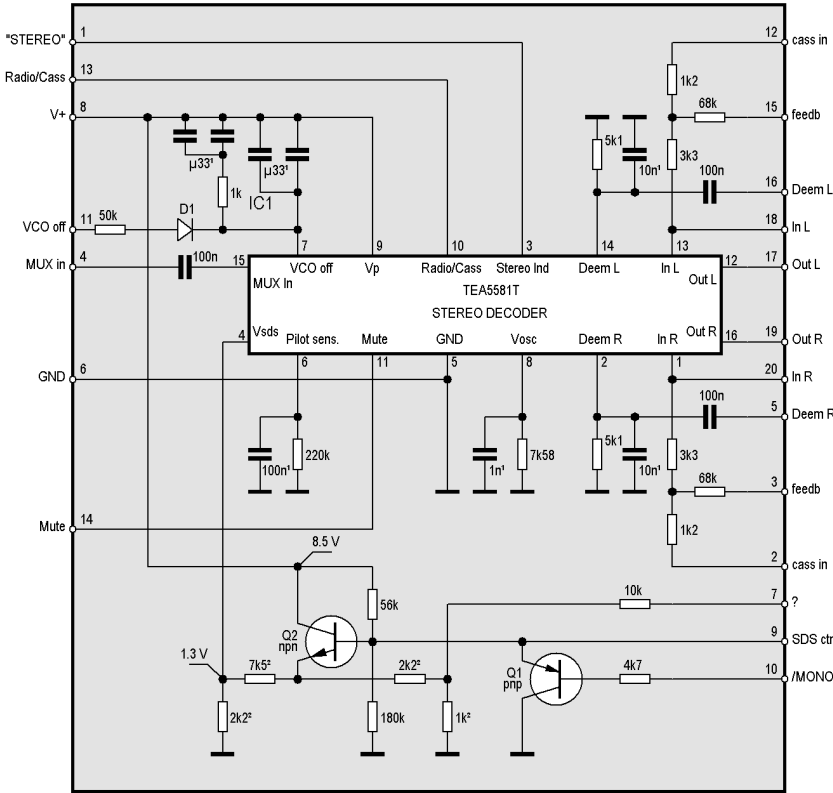 "STEREO" 1 12 cass in
Radio/Cass 13 1k2
V+ 8 68k 15 feedb
µ33¹ µ33¹ 5k1 10n¹ 3k3 100n
1k IC1 16 Deem L
VCO off 11 50k D1 18 In L
7 9 10 3 14 13
MUX in 4 100n 15 12 17 Out L
VCO off Vp Radio/Cass Stereo Ind Deem L In L
MUX In Out L
TEA5581T
STEREO DECODER
4 Vsds Out R 16 19 Out R
Pilot sens. Mute GND Vosc Deem R In R
6 11 5 8 2 1
GND 6 20 In R
100n
5 Deem R
100n¹ 220k 1n¹ 7k58 5k1 10n¹ 3k3
68k 3 feedb
Mute 14 1k2
8.5 V
2 cass in
56k 10k 7 ?
Q2
npn
9 SDS ctr
1.3 V 7k5² 2k2² Q1
pnp
4k7 10 /MONO
2k2² 180k 1k²